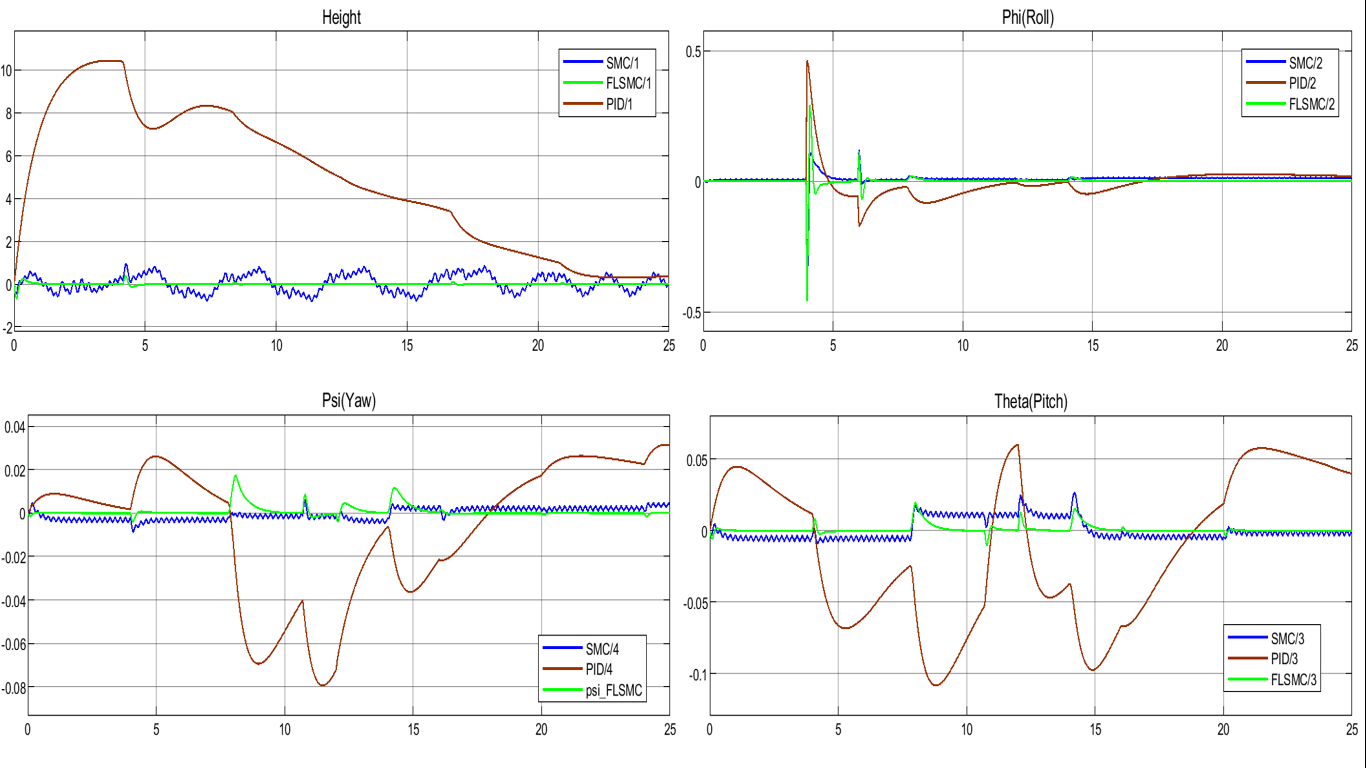 Height
10
8
6
4
2
0
-2
0 5 10 15 20 25
SMC/1
FLSMC/1
PID/1
Phi(Roll)
0.5
0
-0.5
0 5 10 15 20 25
SMC/2
PID/2
FLSMC/2
Psi(Yaw)
0.04
0.02
0
-0.02
-0.04
-0.06
-0.08
0 5 10 15 20 25
SMC/4
PID/4
psi_FLSMC
Theta(Pitch)
0.05
0
-0.05
-0.1
0 5 10 15 20 25
SMC/3
PID/3
FLSMC/3